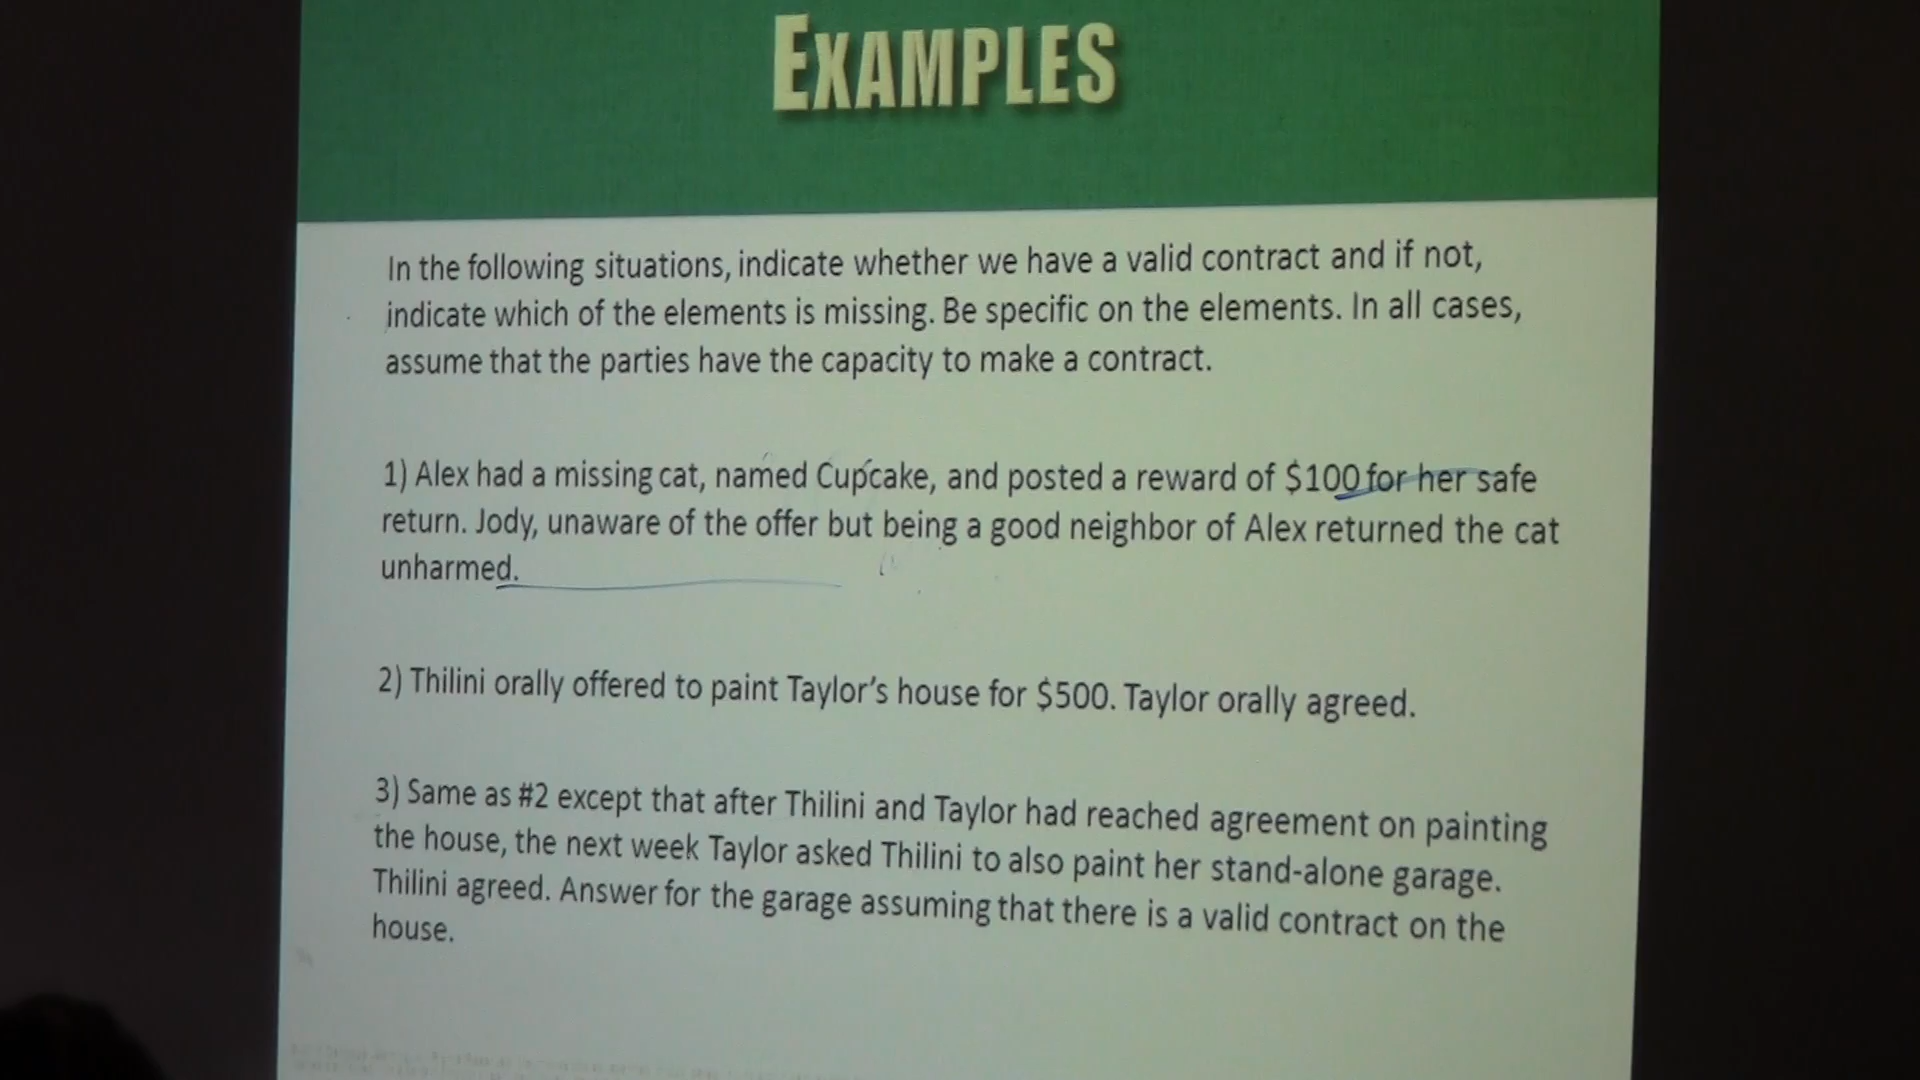 EXAMPLES
In the following situations, indicate whether we have a valid contract and if not,
indicate which of the elements is missing. Be specific on the elements. In all cases,
assume that the parties have the capacity to make a contract.
1) Alex had a missing cat, named Cupcake, and posted a reward of $100 for her safe
return. Jody, unaware of the offer but being a good neighbor of Alex returned the cat
unharmed.
2) Thilini orally offered to paint Taylor's house for $500. Taylor orally agreed.
3) Same as #2 except that after Thilini and Taylor had reached agreement on painting
the house, the next week Taylor asked Thilini to also paint her stand-alone garage.
Thilini agreed. Answer for the garage assuming that there is a valid contract on the
house.